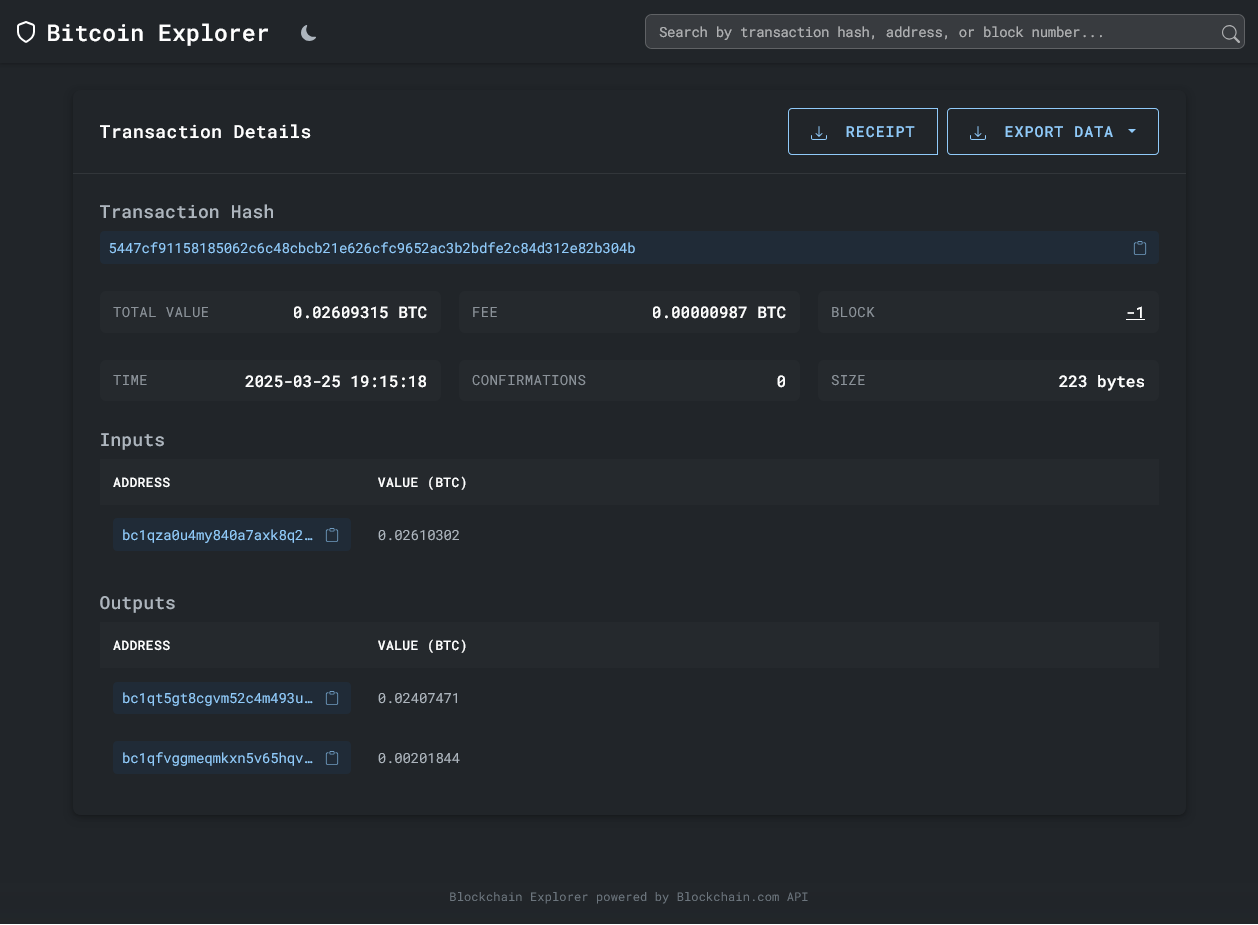 Bitcoin Explorer
Search by transaction hash, address, or block number...
Transaction Details
RECEIPT
EXPORT DATA
Transaction Hash
5447cf91158185062c6c48cbcb21e626cfc9652ac3b2bdfe2c84d312e82b304b
TOTAL VALUE 0.02609315 BTC
FEE 0.00000987 BTC
BLOCK -1
TIME 2025-03-25 19:15:18
CONFIRMATIONS 0
SIZE 223 bytes
Inputs
ADDRESS VALUE (BTC)
bc1qza0u4my840a7axk8q2… 0.02610302
Outputs
ADDRESS VALUE (BTC)
bc1qt5gt8cgvm52c4m493u… 0.02407471
bc1qfvggmeqmkxn5v65hqv… 0.00201844
Blockchain Explorer powered by Blockchain.com API